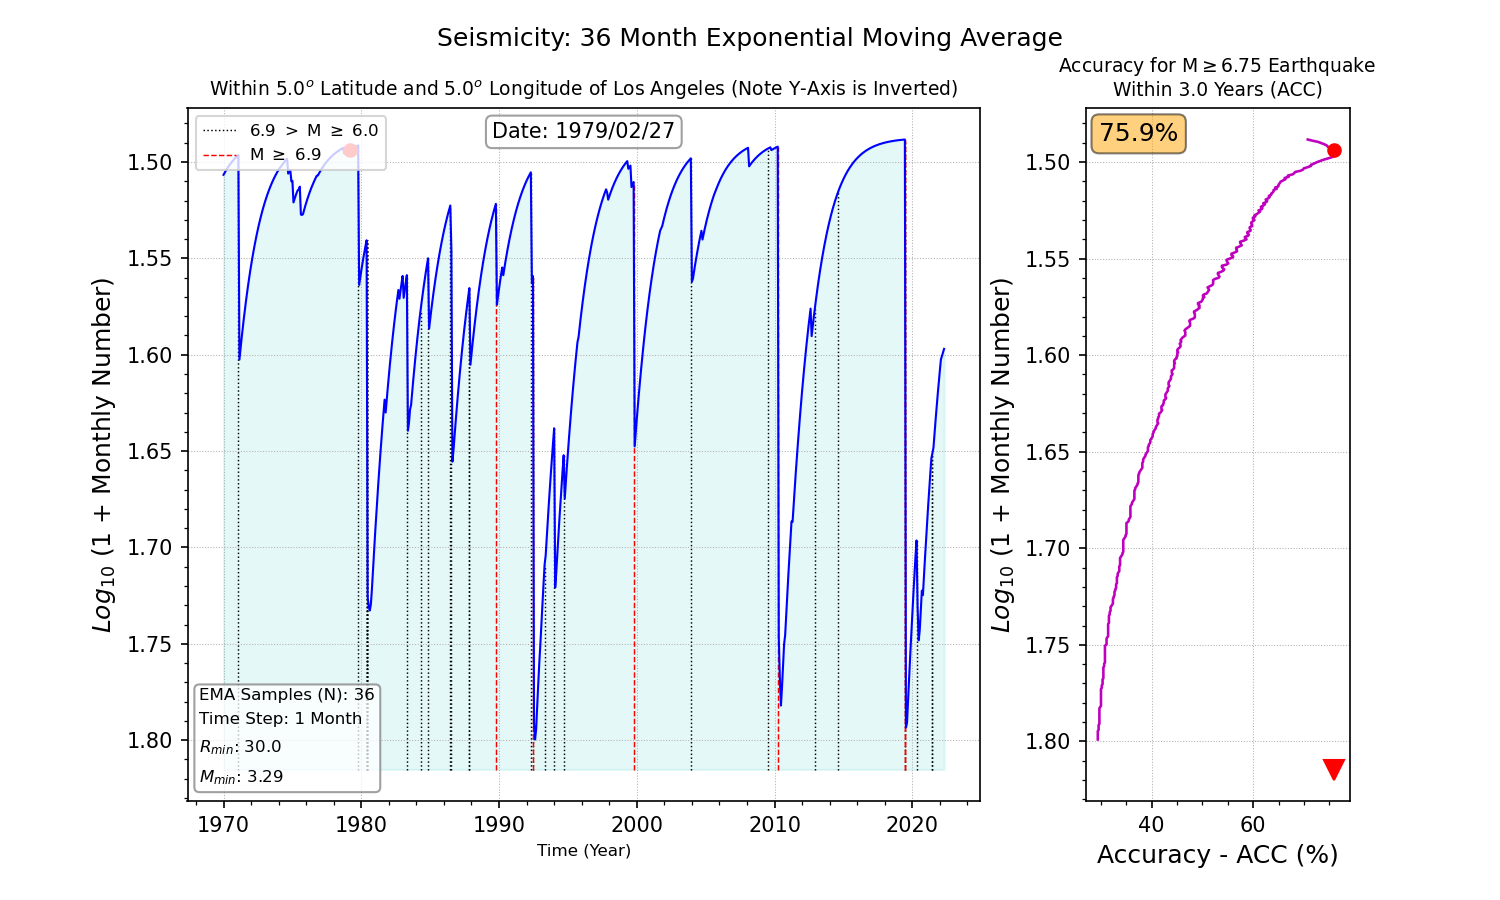 Seismicity: 36 Month Exponential Moving Average
Within 5.0° Latitude and 5.0° Longitude of Los Angeles (Note Y-Axis is Inverted)
Accuracy for M ≥ 6.75 Earthquake
Within 3.0 Years (ACC)
6.9 > M ≥ 6.0
M ≥ 6.9
Date: 1979/02/27
75.9%
1.50
1.55
1.60
1.65
1.70
1.75
1.80
Log₁₀ (1 + Monthly Number)
EMA Samples (N): 36
Time Step: 1 Month
Rmin: 30.0
Mmin: 3.29
1970
1980
1990
2000
2010
2020
Time (Year)
1.50
1.55
1.60
1.65
1.70
1.75
1.80
Log₁₀ (1 + Monthly Number)
40
60
Accuracy - ACC (%)